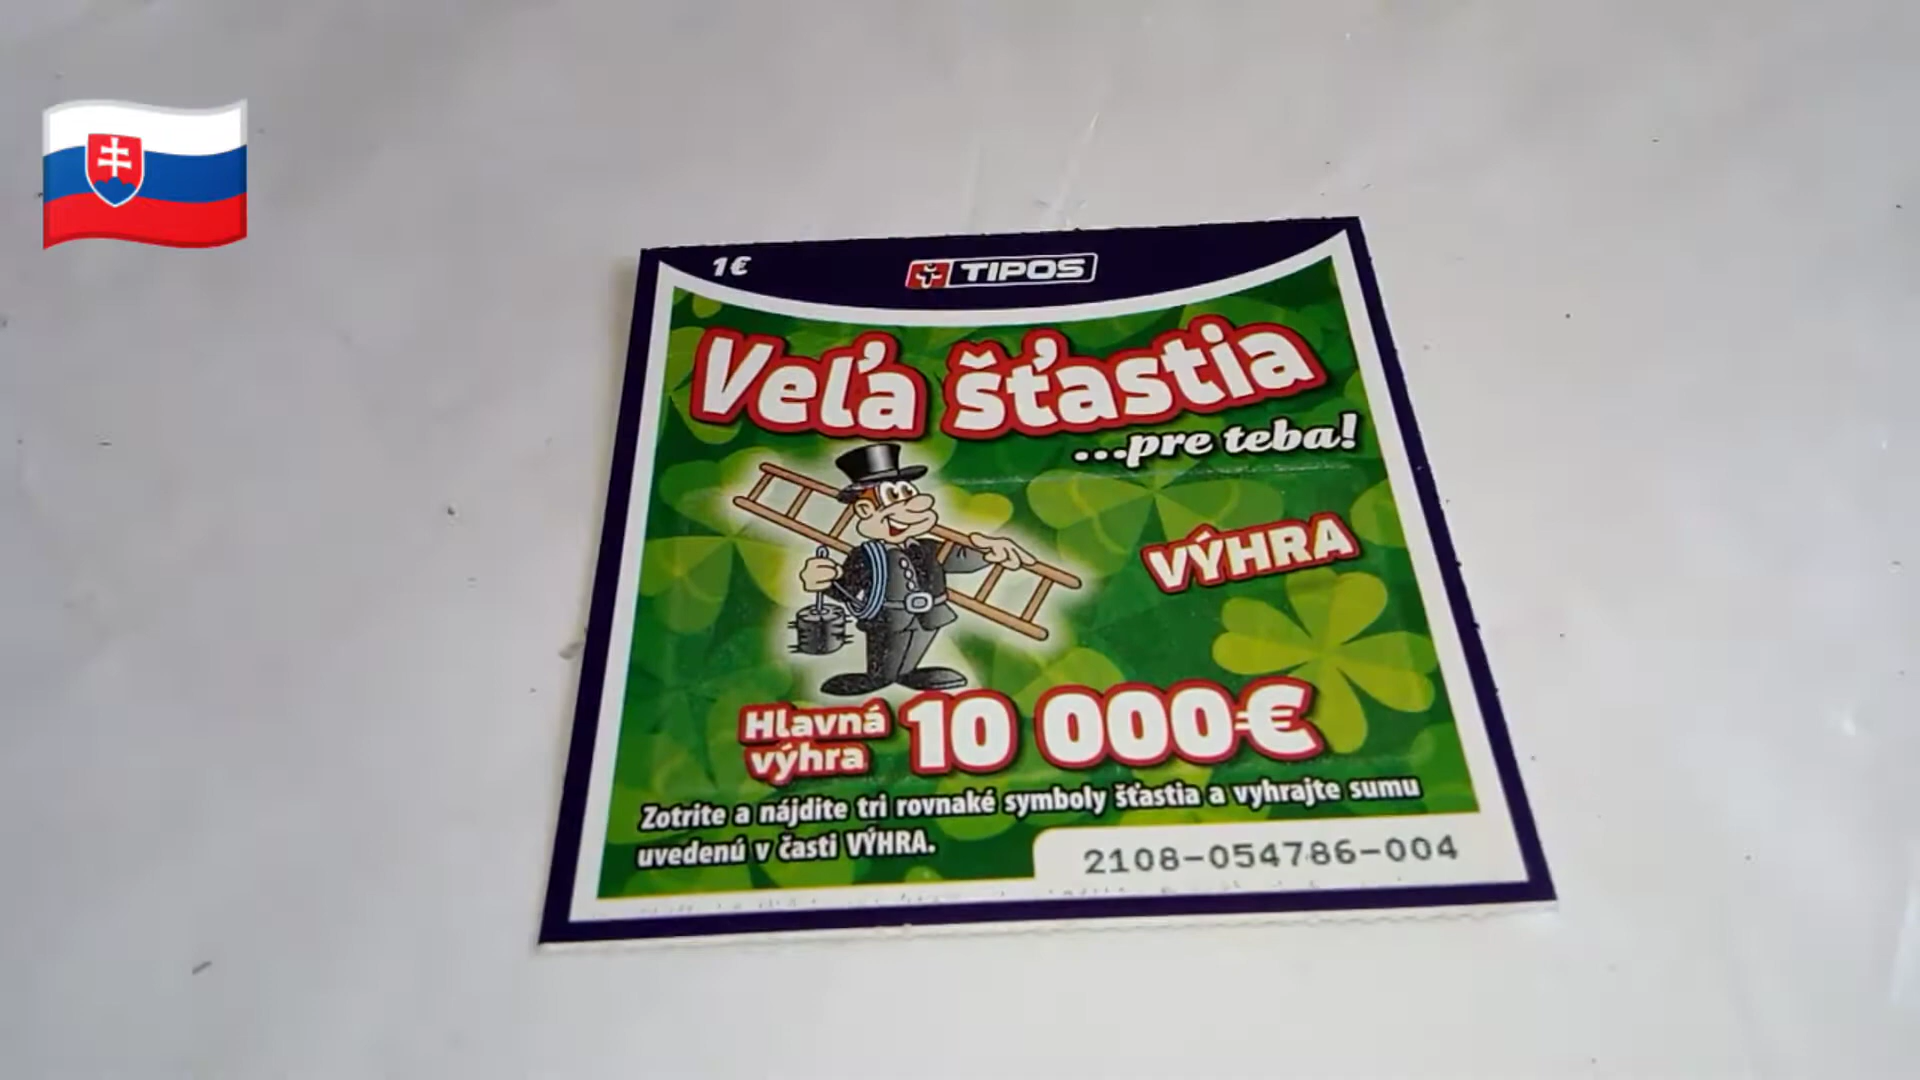 1€
TIPOS
Veľa šťastia
...pre teba!
VÝHRA
Hlavná
výhra
10 000€
Zotrite a nájdite tri rovnaké symboly šťastia a vyhrajte sumu
uvedenú v časti VÝHRA.
2108-054786-004